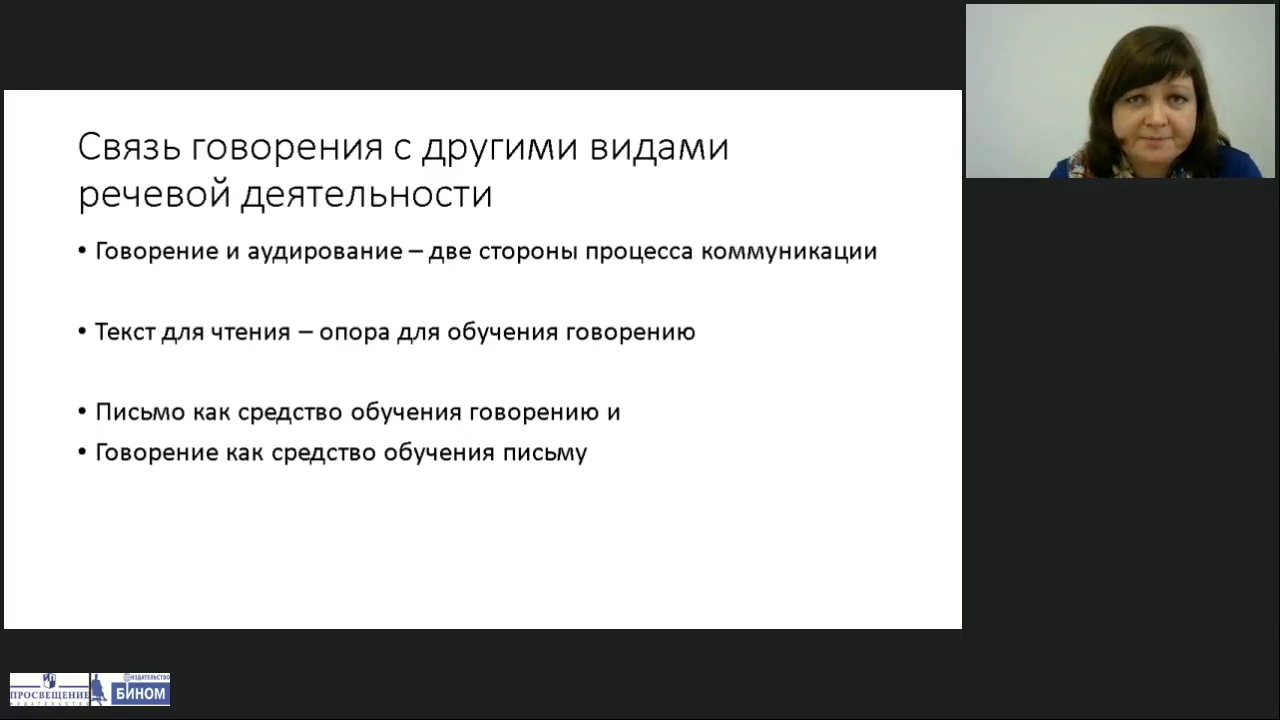 Связь говорения с другими видами
речевой деятельности
• Говорение и аудирование – две стороны процесса коммуникации
• Текст для чтения – опора для обучения говорению
• Письмо как средство обучения говорению и
• Говорение как средство обучения письму
ПРОСВЕЩЕНИЕ
ИЗДАТЕЛЬСТВО
ИЗДАТЕЛЬСТВО
БИНОМ